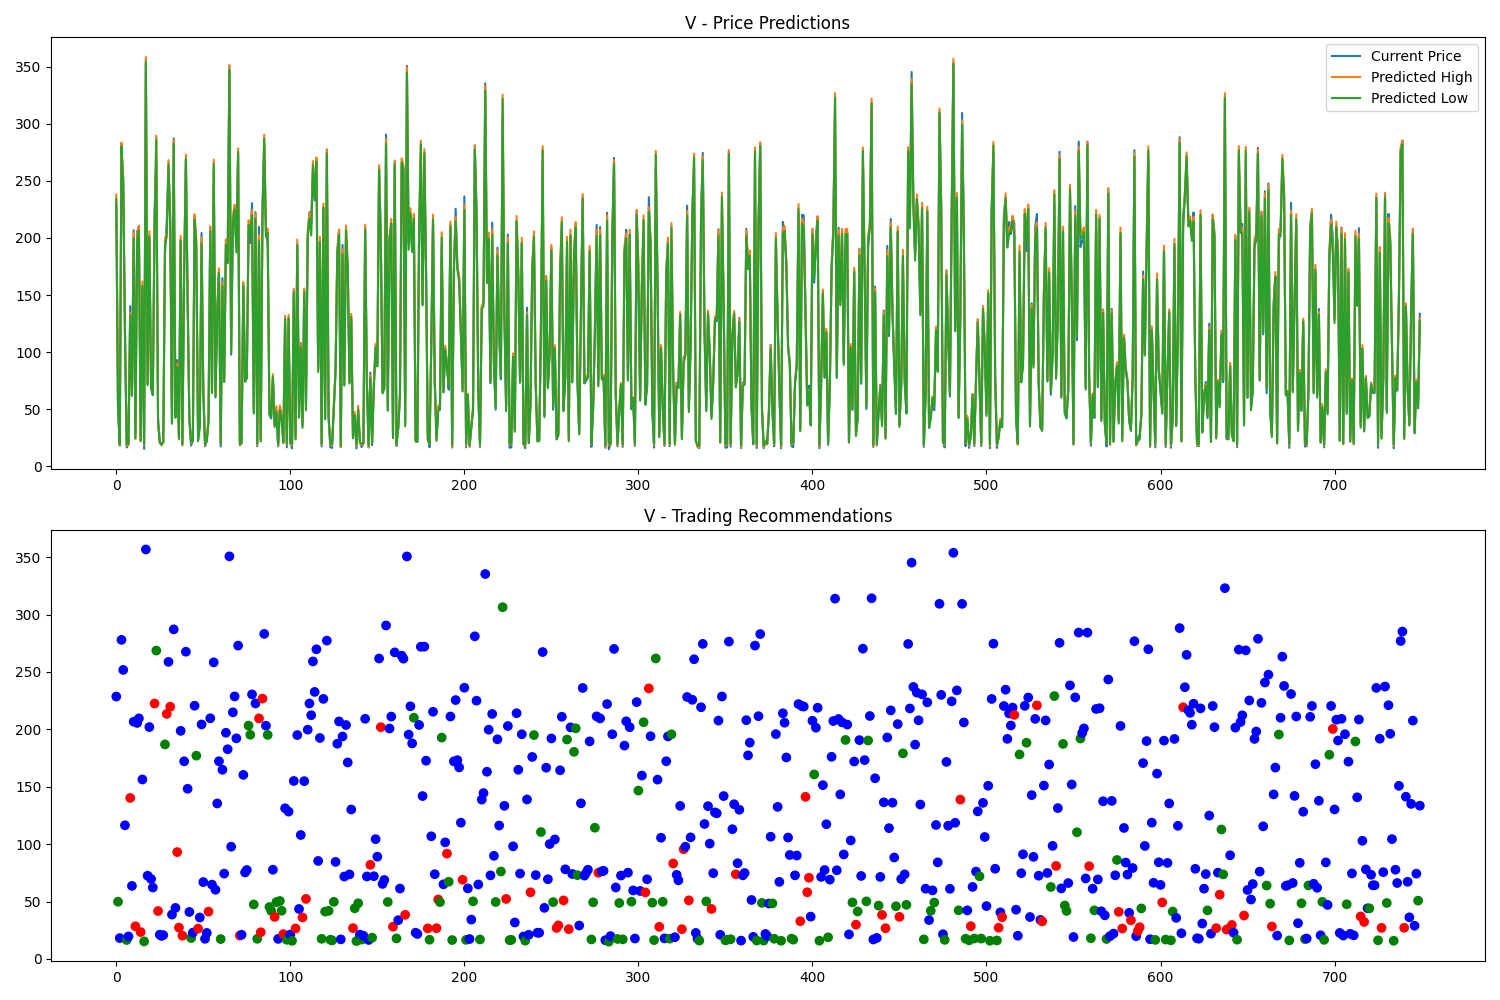 V - Price Predictions
350
300
250
200
150
100
50
0
Current Price
Predicted High
Predicted Low
0 100 200 300 400 500 600 700
V - Trading Recommendations
350
300
250
200
150
100
50
0
0 100 200 300 400 500 600 700